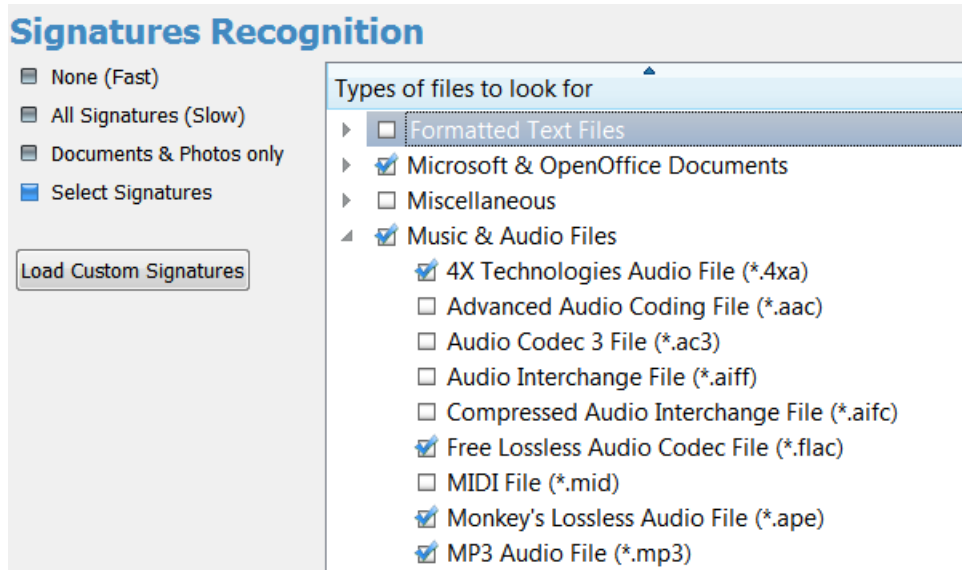 Signatures Recognition
None (Fast)
All Signatures (Slow)
Documents & Photos only
Select Signatures
Load Custom Signatures
Types of files to look for
Formatted Text Files
Microsoft & OpenOffice Documents
Miscellaneous
Music & Audio Files
4X Technologies Audio File (*.4xa)
Advanced Audio Coding File (*.aac)
Audio Codec 3 File (*.ac3)
Audio Interchange File (*.aiff)
Compressed Audio Interchange File (*.aifc)
Free Lossless Audio Codec File (*.flac)
MIDI File (*.mid)
Monkey's Lossless Audio File (*.ape)
MP3 Audio File (*.mp3)